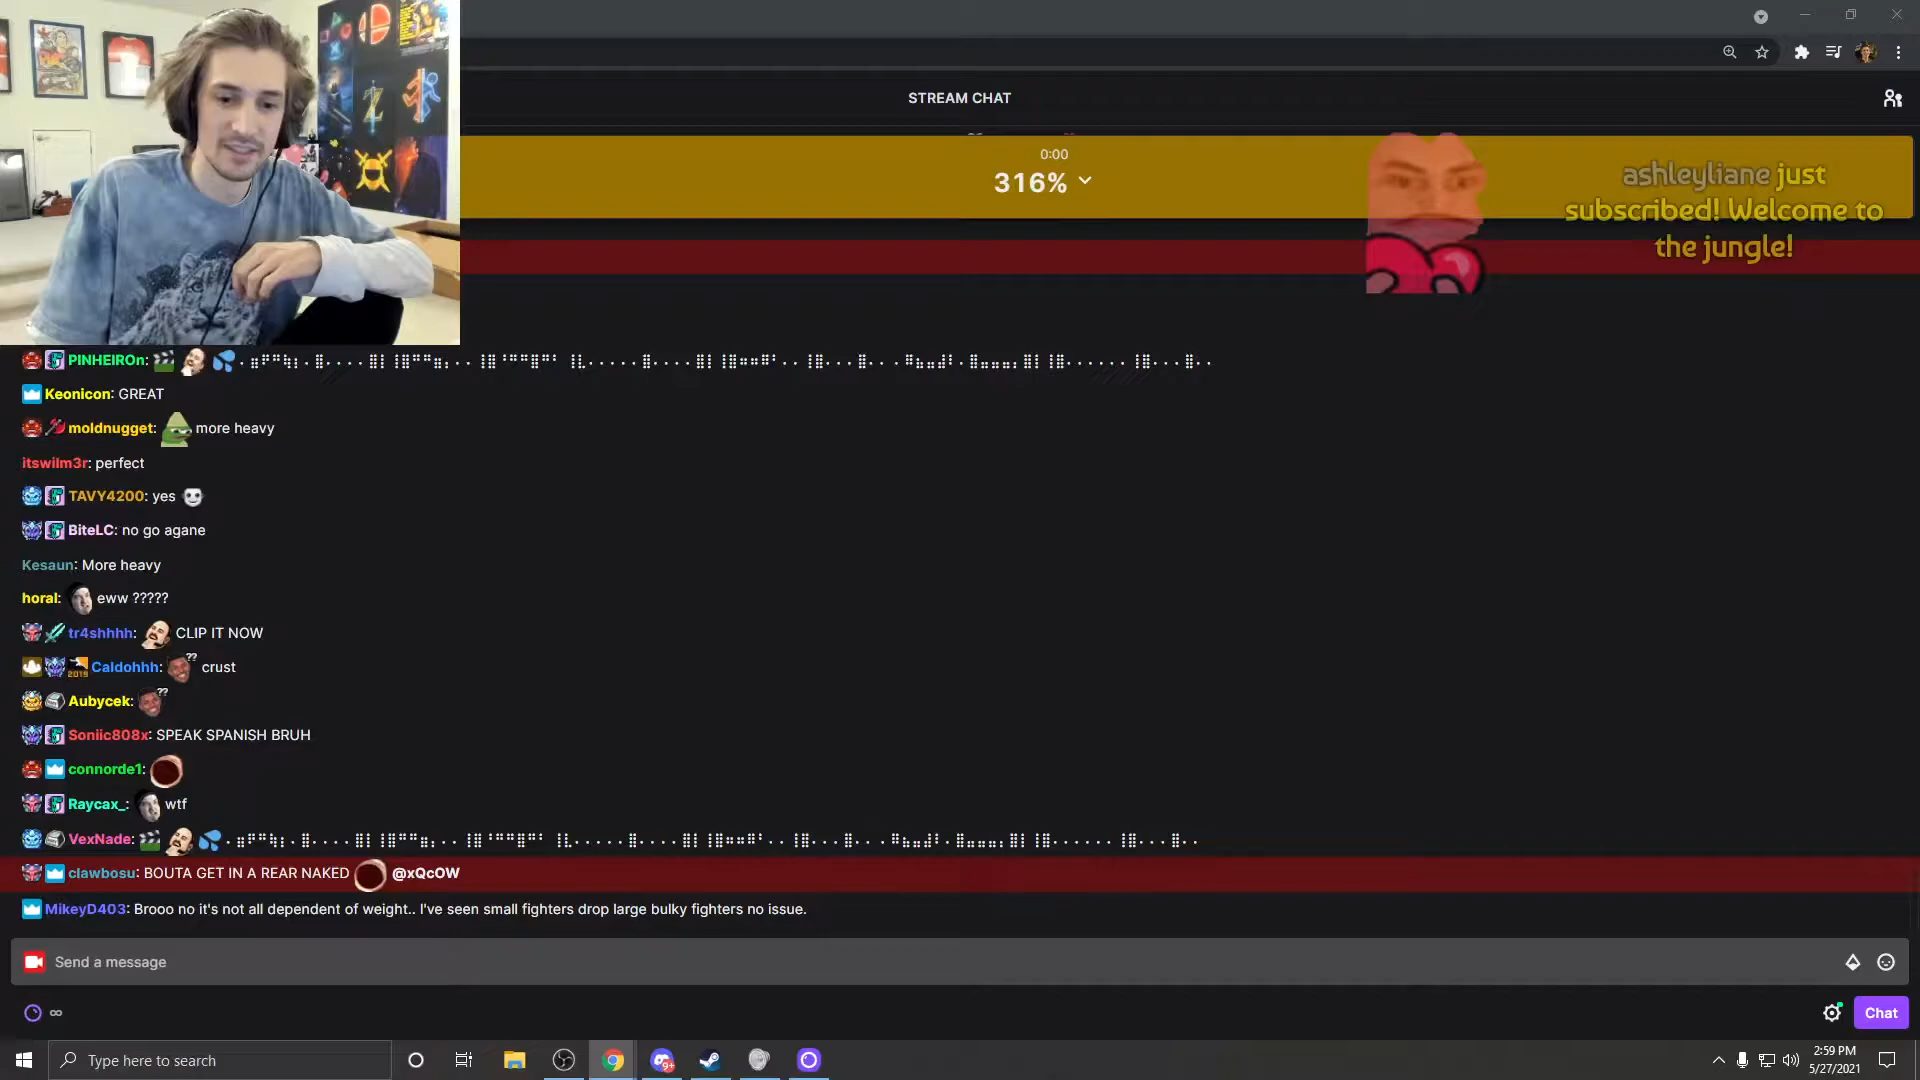 STREAM CHAT
0:00
316%
ashleyliane just
subscribed! Welcome to
the jungle!
PINHEIROn:
Keonicon: GREAT
moldnugget: more heavy
itswilm3r: perfect
TAVY4200: yes
BiteLC: no go agane
Kesaun: More heavy
horal: eww ?????
tr4shhhh: CLIP IT NOW
2019 Caldohhh: ?? crust
Aubycek: ??
Soniic808x: SPEAK SPANISH BRUH
connorde1:
Raycax_: wtf
VexNade:
clawbosu: BOUTA GET IN A REAR NAKED @xQcOW
MikeyD403: Brooo no it's not all dependent of weight.. I've seen small fighters drop large bulky fighters no issue.
Send a message
∞
Chat
Type here to search
9+
2:59 PM
5/27/2021